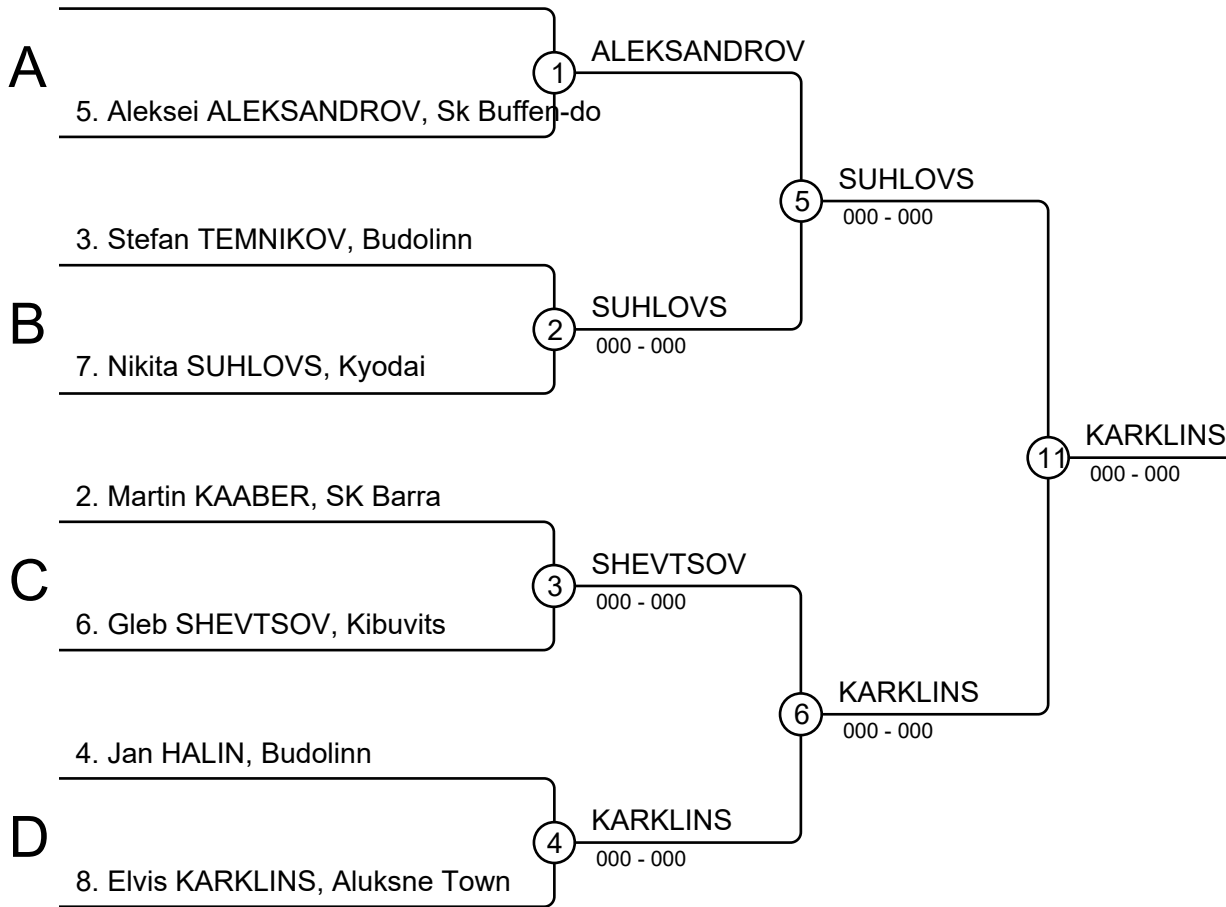 ALEKSANDROV
A
1
5. Aleksei ALEKSANDROV, Sk Buffen-do
SUHLOVS
5
000 - 000
3. Stefan TEMNIKOV, Budolinn
SUHLOVS
B
2
000 - 000
7. Nikita SUHLOVS, Kyodai
KARKLINS
11
000 - 000
2. Martin KAABER, SK Barra
SHEVTSOV
C
3
000 - 000
6. Gleb SHEVTSOV, Kibuvits
KARKLINS
6
000 - 000
4. Jan HALIN, Budolinn
KARKLINS
D
4
000 - 000
8. Elvis KARKLINS, Aluksne Town